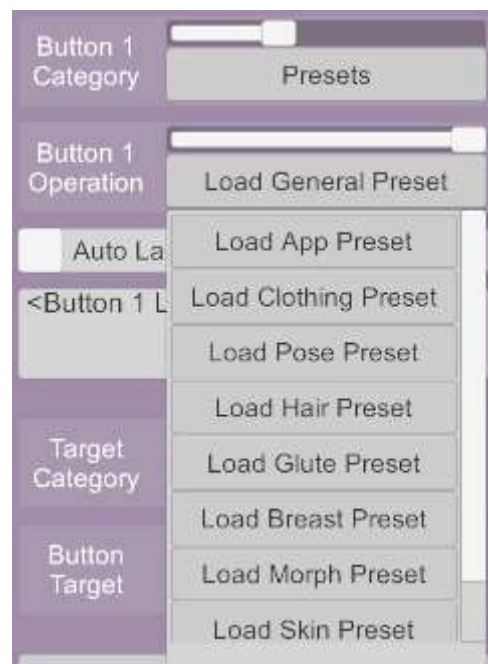 Button 1
Category
Presets
Button 1
Operation
Load General Preset
Auto La
Load App Preset
<Button 1 L
Load Clothing Preset
Load Pose Preset
Load Hair Preset
Target
Category
Load Glute Preset
Load Breast Preset
Button
Target
Load Morph Preset
Load Skin Preset